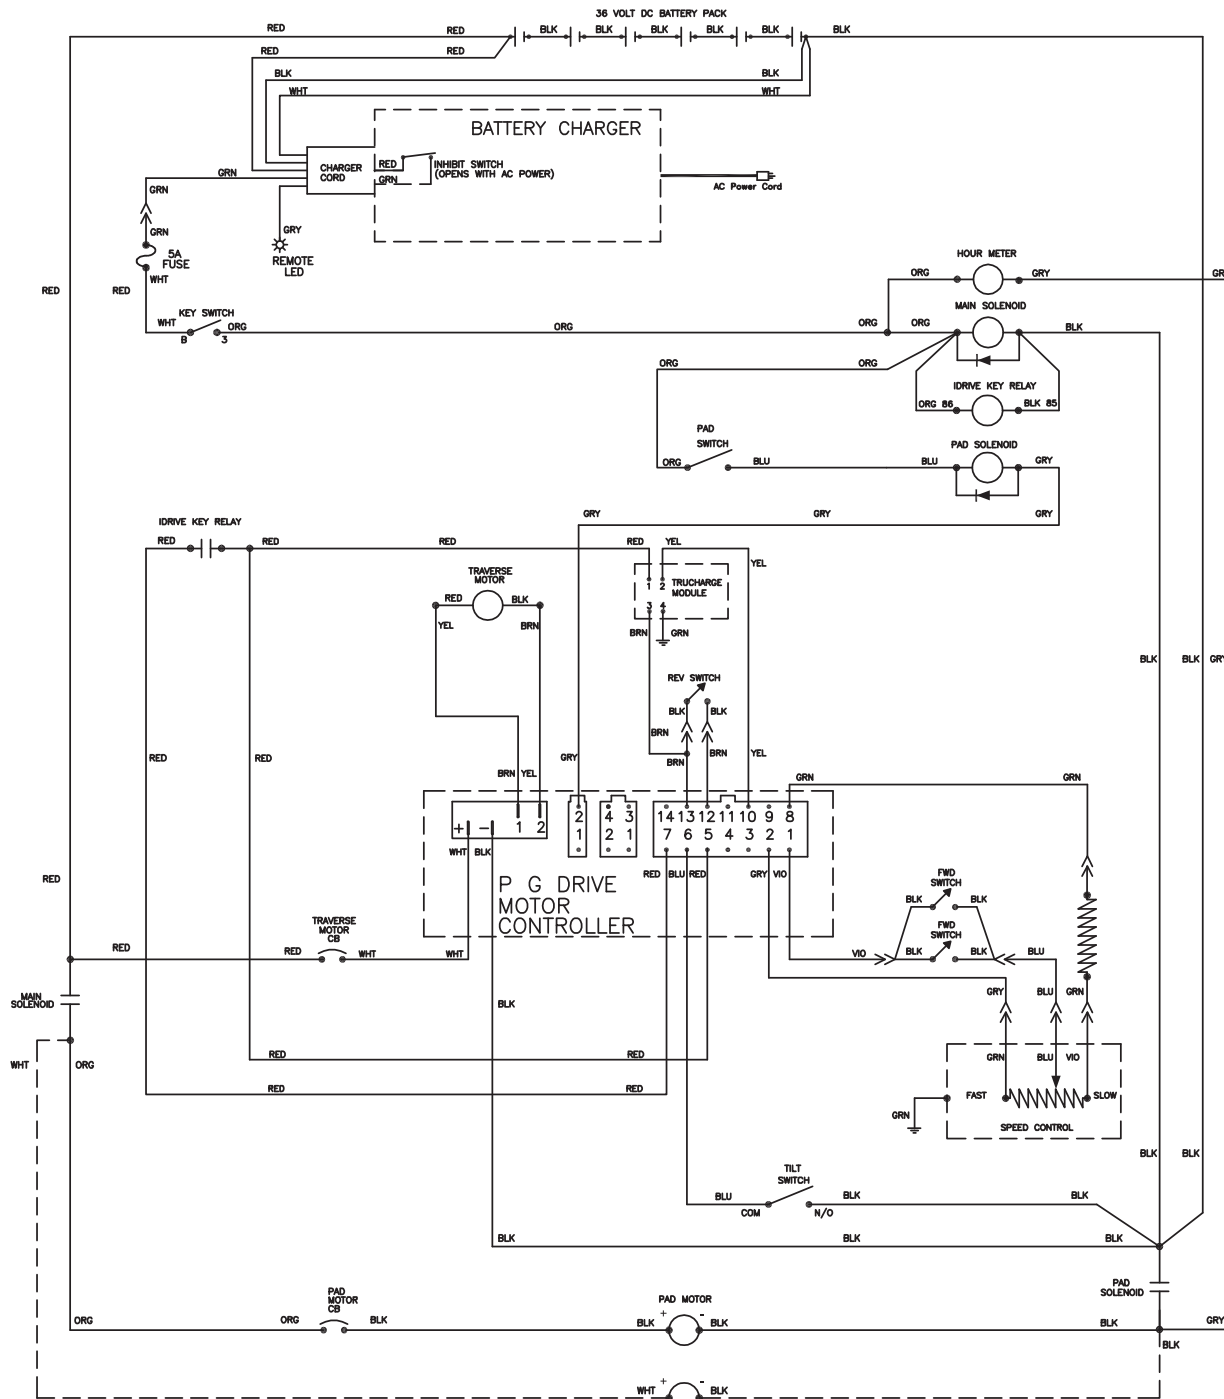 36 VOLT DC BATTERY PACK
RED RED BLK BLK BLK BLK BLK BLK
RED RED
BLK BLK
WHT WHT
BATTERY CHARGER
CHARGER
CORD
RED
GRN
INHIBIT SWITCH
(OPENS WITH AC POWER)
AC Power Cord
GRN
GRN
GRN
5A
FUSE
WHT
GRY
REMOTE
LED
RED RED
HOUR METER
ORG GRY GR
MAIN SOLENOID
KEY SWITCH
WHT ORG ORG ORG ORG BLK
B 3
ORG ORG
IDRIVE KEY RELAY
ORG 86 BLK 85
PAD
SWITCH
PAD SOLENOID
ORG BLU BLU GRY
GRY GRY GRY
IDRIVE KEY RELAY
RED RED RED RED YEL
YEL
TRAVERSE
MOTOR
RED BLK
YEL BRN
1 2
TRUCHARGE
MODULE
3 4
BRN GRN
BLK BLK GRY
REV SWITCH
BLK BLK
BRN
BRN BRN YEL
RED RED
GRY
BRN YEL
GRN GRN
+ - 1 2
2 1
4 3
2 1
14 13 12 11 10 9 8
7 6 5 4 3 2 1
WHT BLK
RED BLU RED GRY VIO
P G DRIVE
MOTOR
CONTROLLER
RED
FWD
SWITCH
BLK BLK
FWD
SWITCH
VIO BLK BLK BLU
TRAVERSE
MOTOR
CB
RED RED WHT WHT
MAIN
SOLENOID
BLK
GRY BLU GRN
WHT ORG
RED RED
GRN BLU VIO
RED RED
FAST SLOW
SPEED CONTROL
GRN
BLK BLK
TILT
SWITCH
BLU BLK BLK
COM N/O
BLK BLK BLK
PAD
SOLENOID
PAD
MOTOR
CB
PAD MOTOR
+ -
ORG ORG BLK BLK BLK BLK GRY
BLK
+ -
WHT BLK